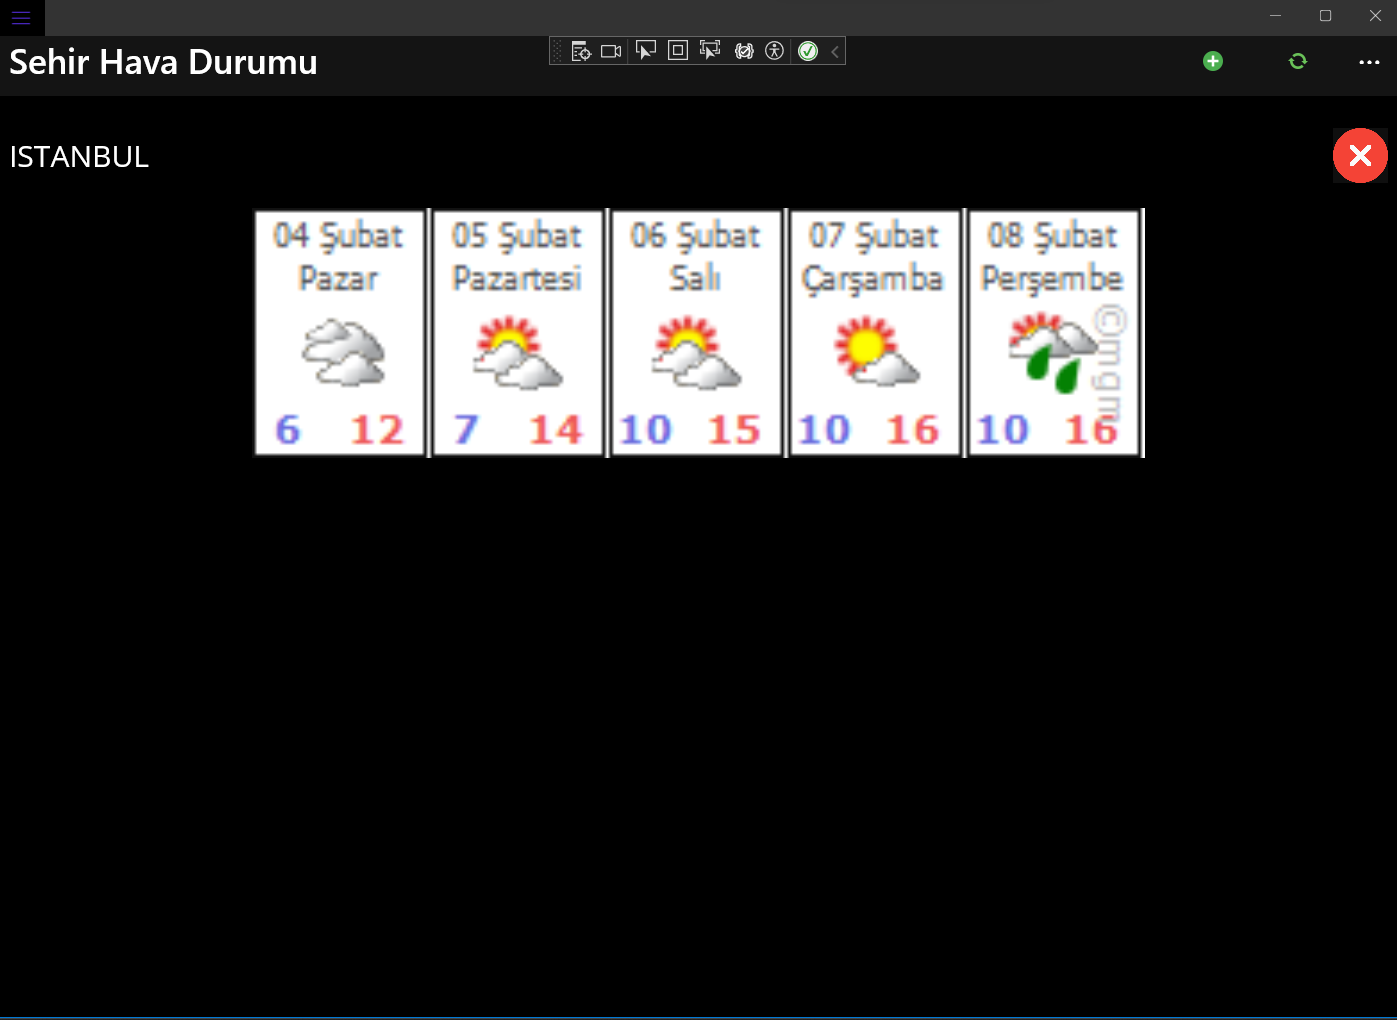 Sehir Hava Durumu
ISTANBUL
04 Şubat
Pazar
6 12
05 Şubat
Pazartesi
7 14
06 Şubat
Salı
10 15
07 Şubat
Çarşamba
10 16
08 Şubat
Perşembe
10 16
©mgm